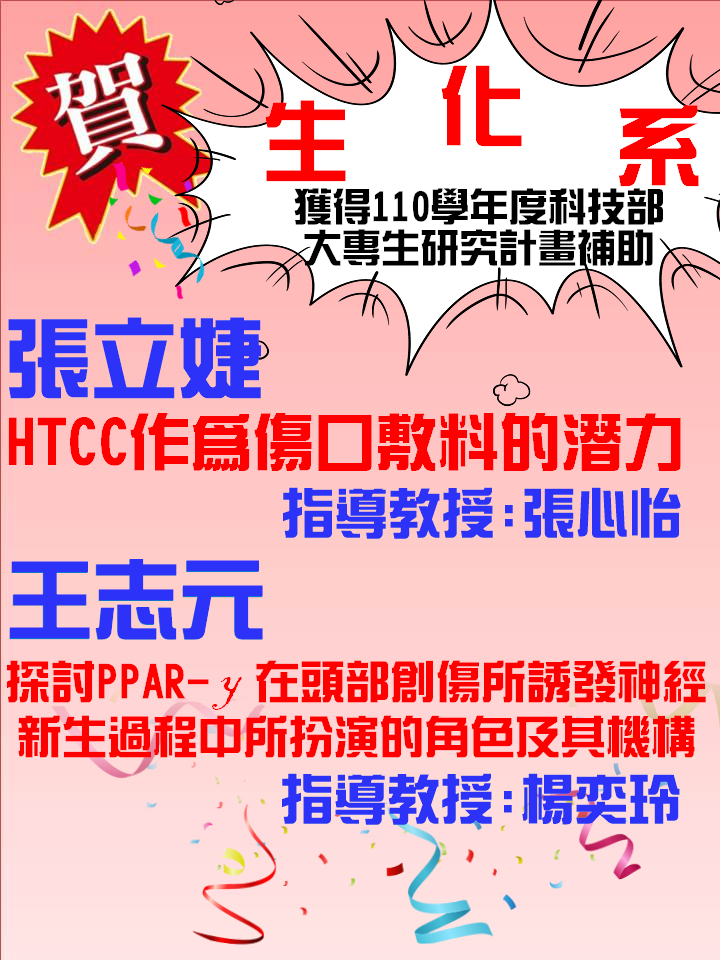 賀
生化系
獲得110學年度科技部
大專生研究計畫補助
張立婕
HTCC作為傷口敷料的潛力
指導教授:張心怡
王志元
探討PPAR-γ在頭部創傷所誘發神經
新生過程中所扮演的角色及其機構
指導教授:楊奕玲